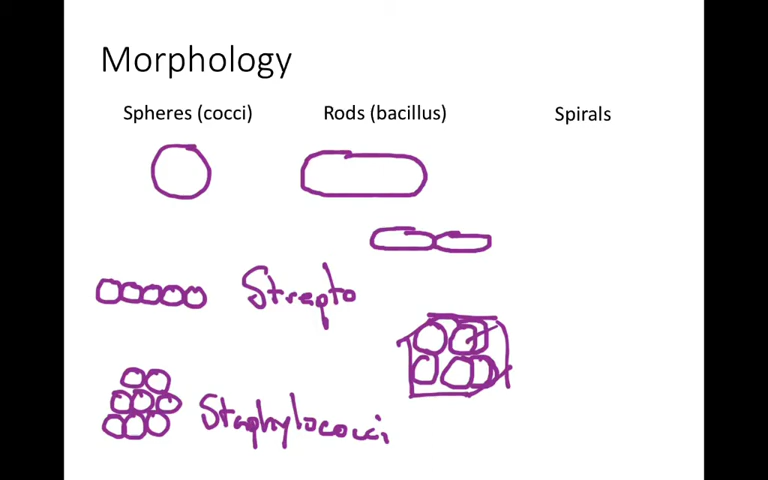 Morphology
Spheres (cocci) Rods (bacillus) Spirals
Strepto
Staphylococci